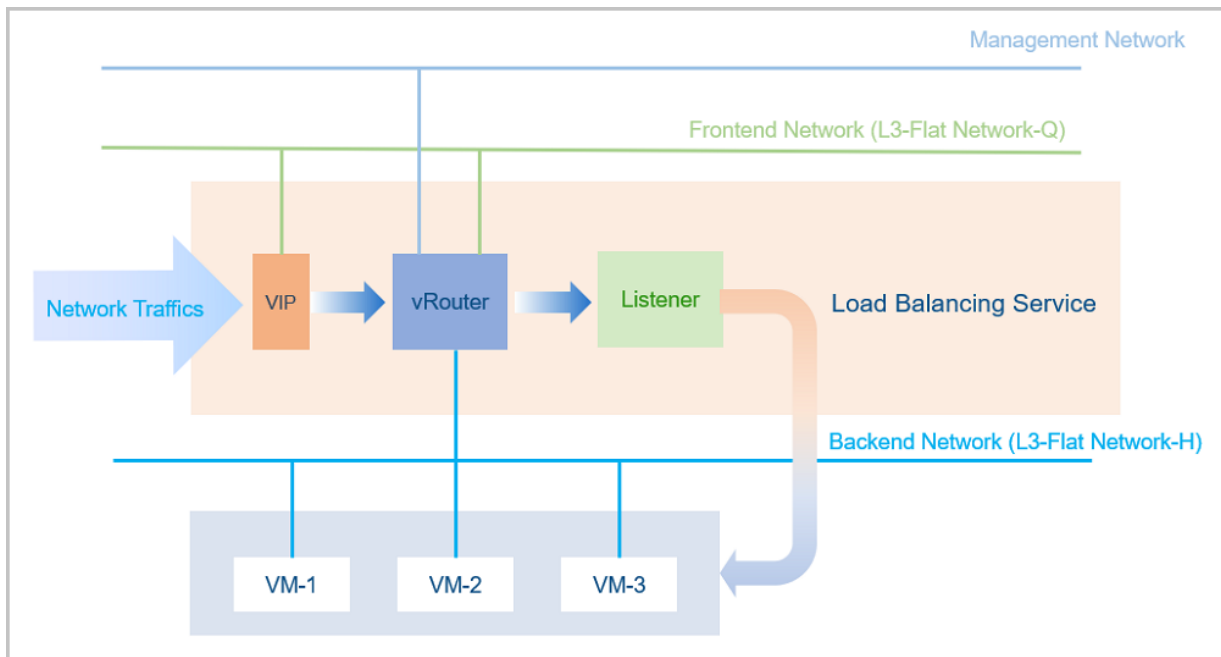 Management Network
Frontend Network (L3-Flat Network-Q)
Network Traffics
VIP
vRouter
Listener
Load Balancing Service
Backend Network (L3-Flat Network-H)
VM-1
VM-2
VM-3